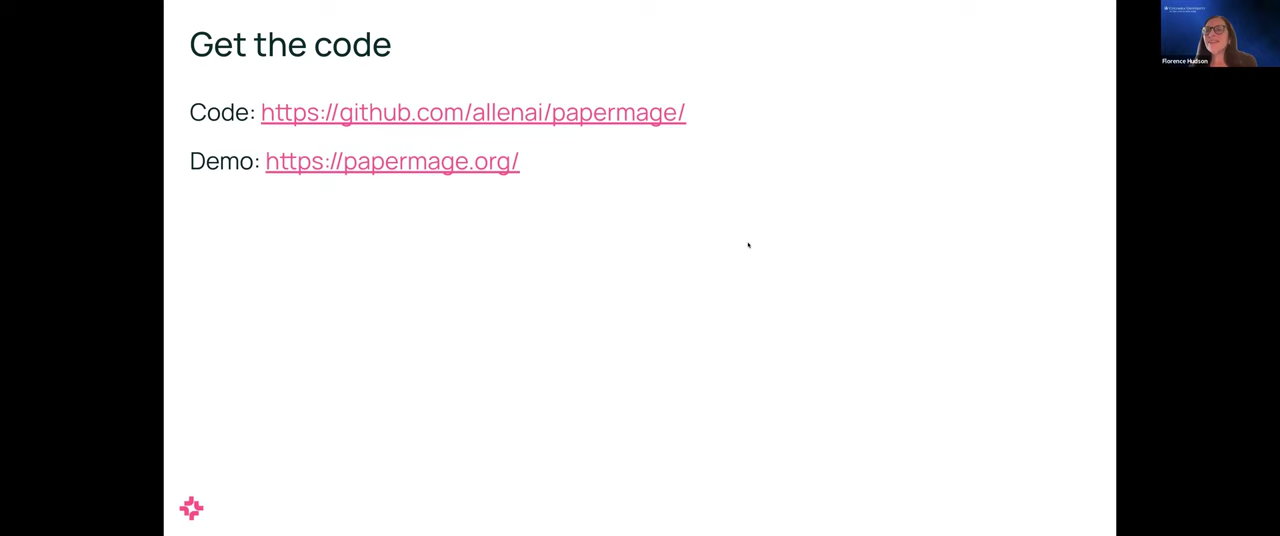 Get the code
Code: https://github.com/allenai/papermage/
Demo: https://papermage.org/
Florence Hudson